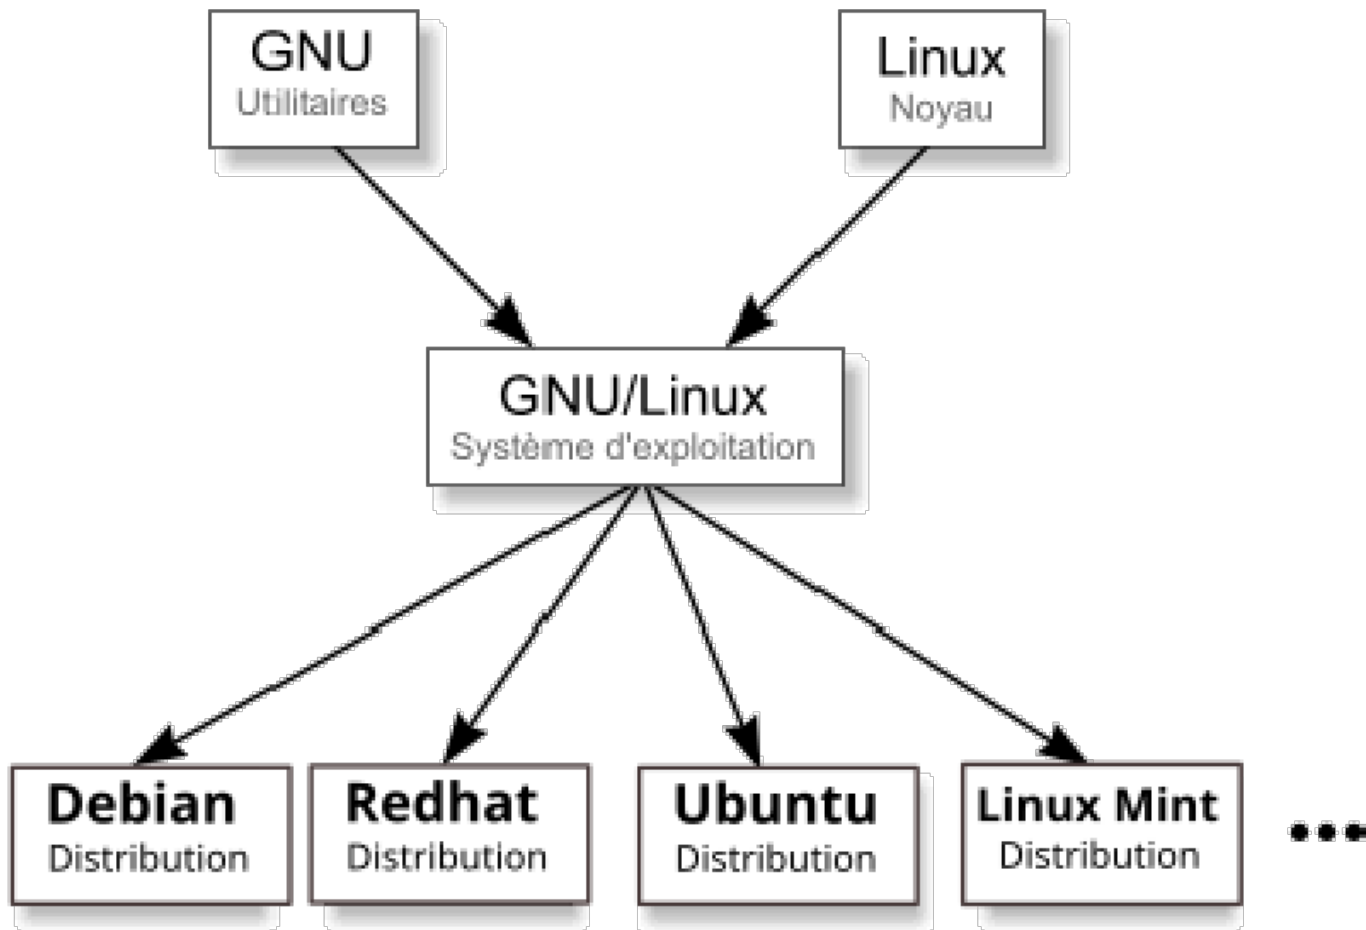 GNU
Utilitaires
Linux
Noyau
GNU/Linux
Système d'exploitation
Debian
Distribution
Redhat
Distribution
Ubuntu
Distribution
Linux Mint
Distribution
...